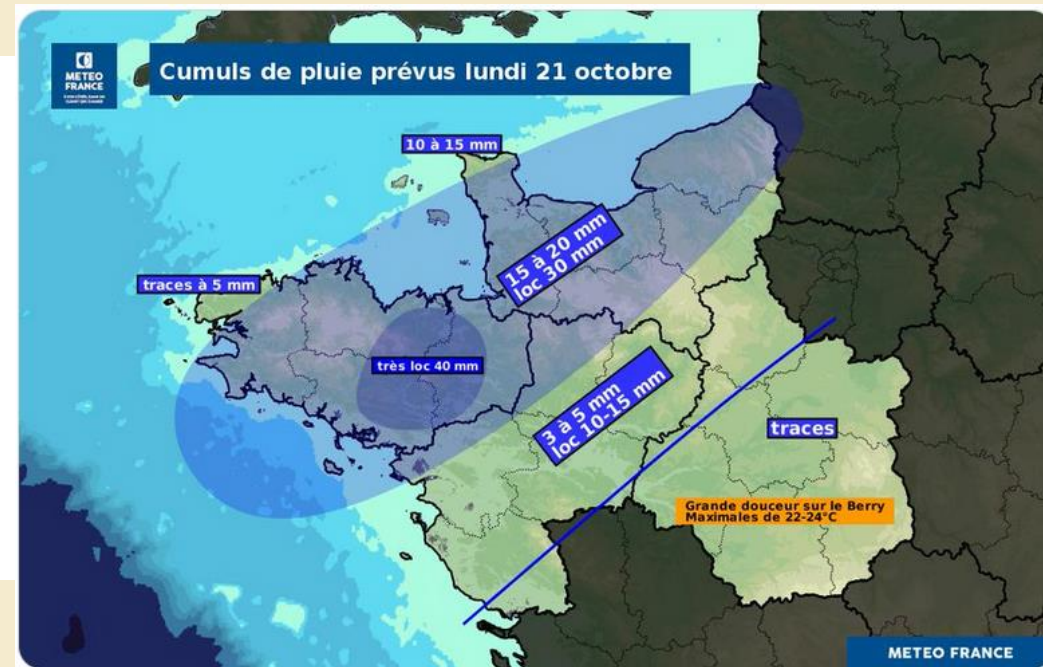 METEO
FRANCE
Cumuls de pluie prévus lundi 21 octobre
10 à 15 mm
15 à 20 mm
loc 30 mm
traces à 5 mm
très loc 40 mm
3 à 5 mm
loc 10-15 mm
traces
Grande douceur sur le Berry
Maximales de 22-24°C
METEO FRANCE